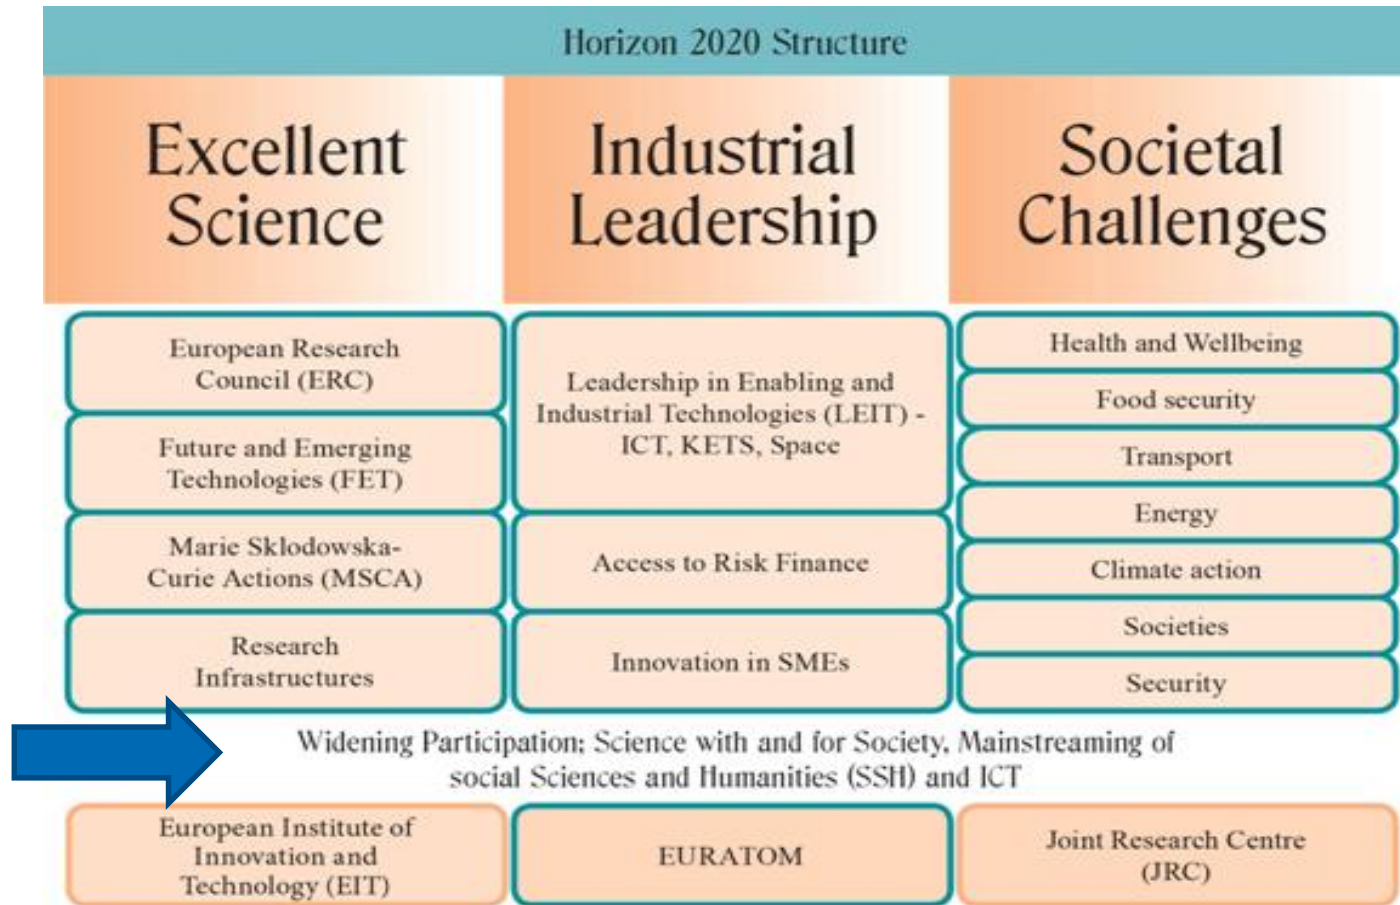 Horizon 2020 Structure
Excellent
Science
Industrial
Leadership
Societal
Challenges
European Research
Council (ERC)
Future and Emerging
Technologies (FET)
Marie Sklodowska-
Curie Actions (MSCA)
Research
Infrastructures
Leadership in Enabling and
Industrial Technologies (LEIT) -
ICT, KETS, Space
Access to Risk Finance
Innovation in SMEs
Health and Wellbeing
Food security
Transport
Energy
Climate action
Societies
Security
Widening Participation; Science with and for Society, Mainstreaming of
social Sciences and Humanities (SSH) and ICT
European Institute of
Innovation and
Technology (EIT)
EURATOM
Joint Research Centre
(JRC)